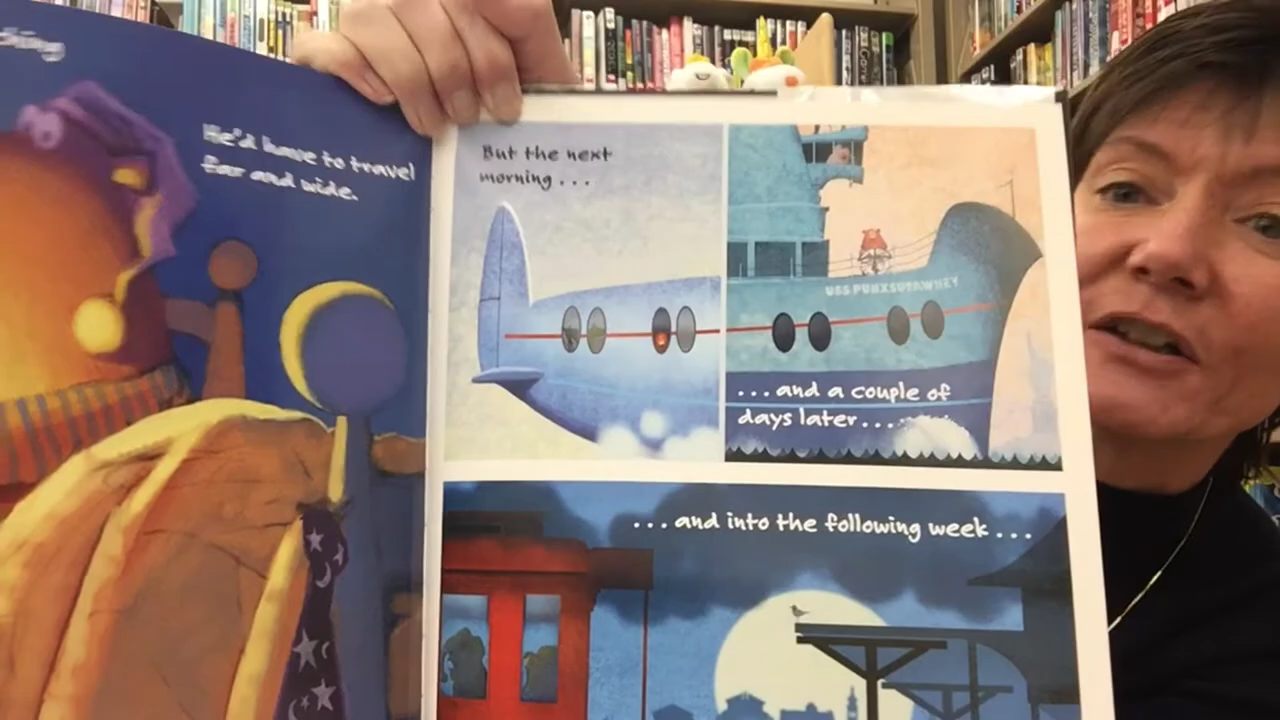 He'd have to travel
far and wide.
But the next
morning...
USS PUNXSUTAWNEY
...and a couple of
days later...
...and into the following week...